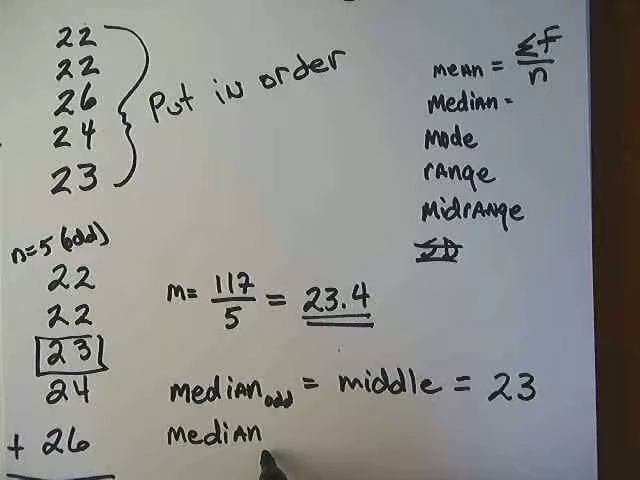 22
22
26
24
23
Put in order
mean = ΣF/n
Median =
Mode
range
Midrange
n=5 (odd)
22
22
23
24
+ 26
m= 117/5 = 23.4
median odd = middle = 23
median